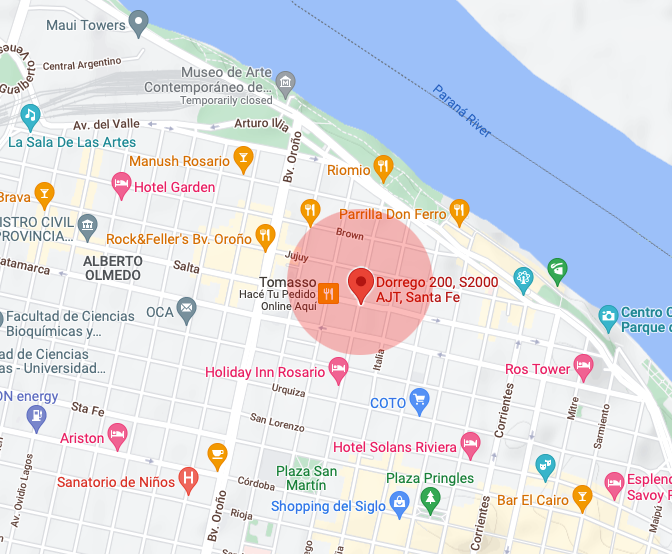 Maui Towers
Central Argentino
Venes
Gualberto
Museo de Arte
Contemporáneo de...
Temporarily closed
Paraná River
La Sala De Las Artes
Av. del Valle
Arturo Illia
Bv. Oroño
Manush Rosario
Riomio
Hotel Garden
Brava
Parrilla Don Ferro
ISTRO CIVIL
PROVINCIA...
Rock&Feller's Bv. Oroño
Brown
Jujuy
ALBERTO
OLMEDO
Catamarca
Salta
Tomasso
Hacé Tu Pedido
Online Aquí
Dorrego 200, S2000
AJT, Santa Fe
OCA
Facultad de Ciencias
Bioquímicas y...
Centro C
Parque d
ad de Ciencias
as - Universidad...
Italia
Holiday Inn Rosario
Ros Tower
ON energy
Urquiza
COTO
Corrientes
Mitre
Sarmiento
Sta Fe
San Lorenzo
Ariston
Hotel Solans Riviera
Av. Ovidio Lagos
Sanatorio de Niños
H
Córdoba
Plaza San
Martín
Plaza Pringles
Esplend
Savoy R
Bv. Oroño
Rioja
Shopping del Siglo
Corrientes
Bar El Cairo
Maipú